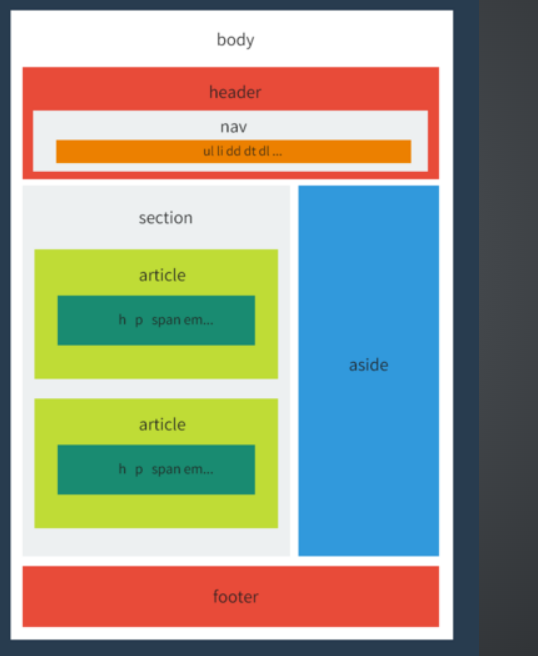 body
header
nav
ul li dd dt dl ...
section
article
h p span em...
article
h p span em...
aside
footer